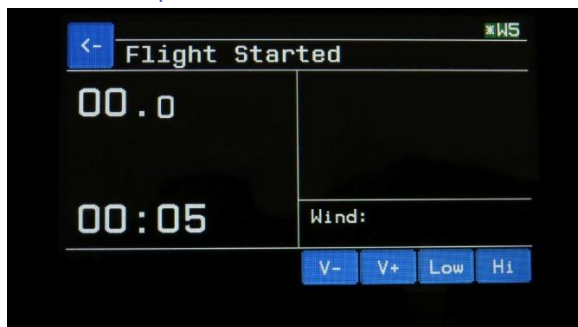 *W5
<-
Flight Started
00.0
00:05
Wind:
V- V+ Low Hi